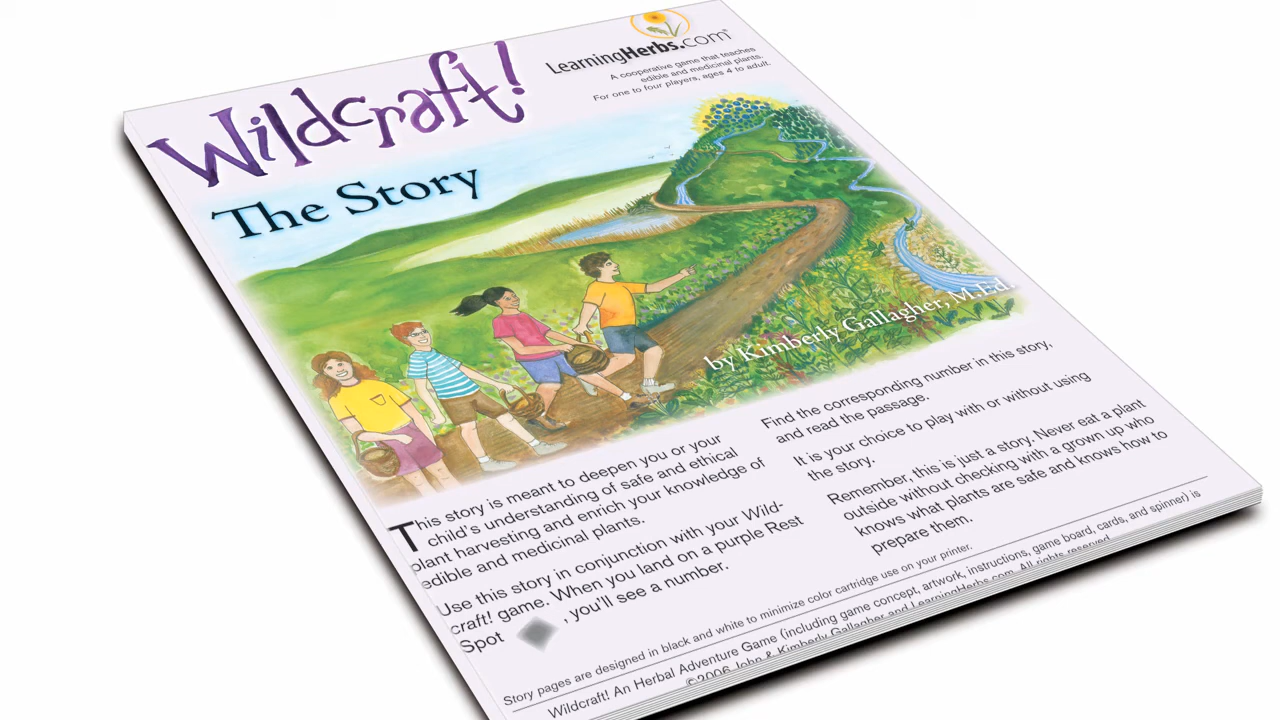 Wildcraft!
LearningHerbs.com
A cooperative game that teaches
edible and medicinal plants.
For one to four players, ages 4 to adult.
The Story
by Kimberly Gallagher, M.Ed.
This story is meant to deepen you or your
child's understanding of safe and ethical
plant harvesting and enrich your knowledge of
edible and medicinal plants.
Use this story in conjunction with your Wild-
craft! game. When you land on a purple Rest
Spot , you'll see a number.
Find the corresponding number in this story,
and read the passage.
It is your choice to play with or without using
the story.
Remember, this is just a story. Never eat a plant
outside without checking with a grown up who
knows what plants are safe and knows how to
prepare them.
Story pages are designed in black and white to minimize color cartridge use on your printer.
Wildcraft! An Herbal Adventure Game (including game concept, artwork, instructions, game board, cards, and spinner) is
©2006 John & Kimberly Gallagher and LearningHerbs.com. All rights reserved.